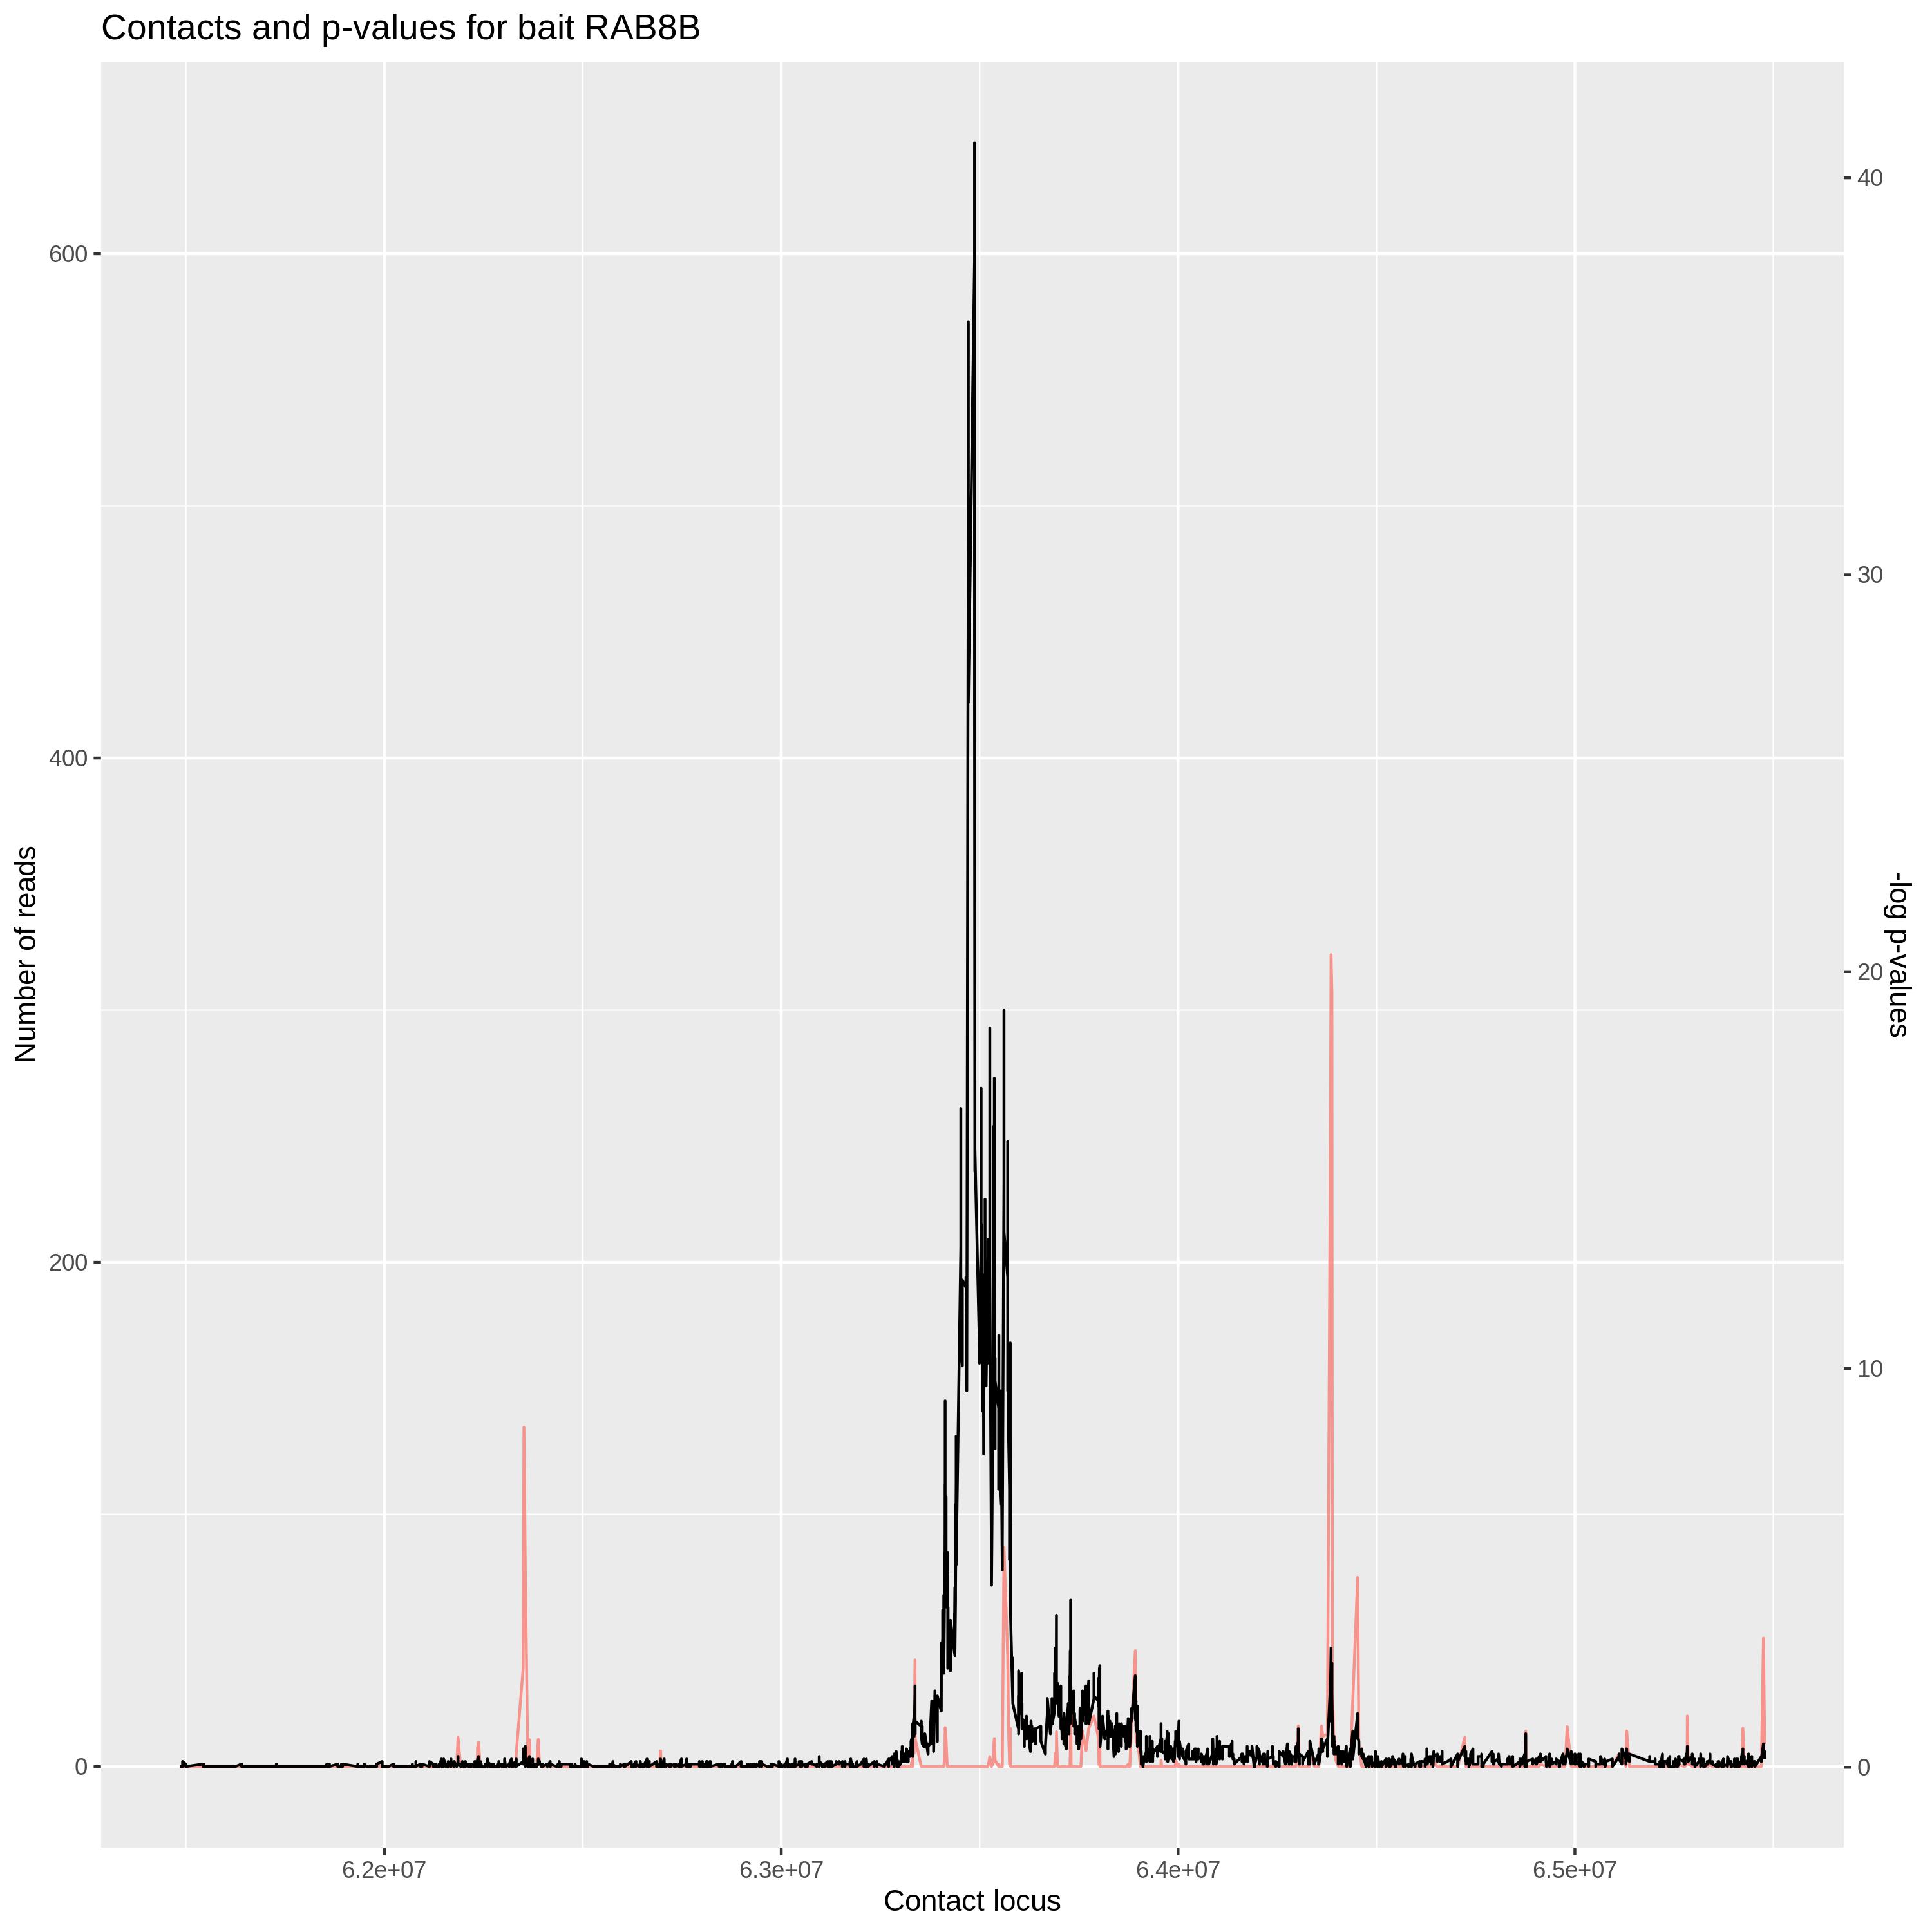 Contacts and p-values for bait RAB8B
600
400
200
0
Number of reads
40
30
20
10
0
-log p-values
6.2e+07
6.3e+07
6.4e+07
6.5e+07
Contact locus